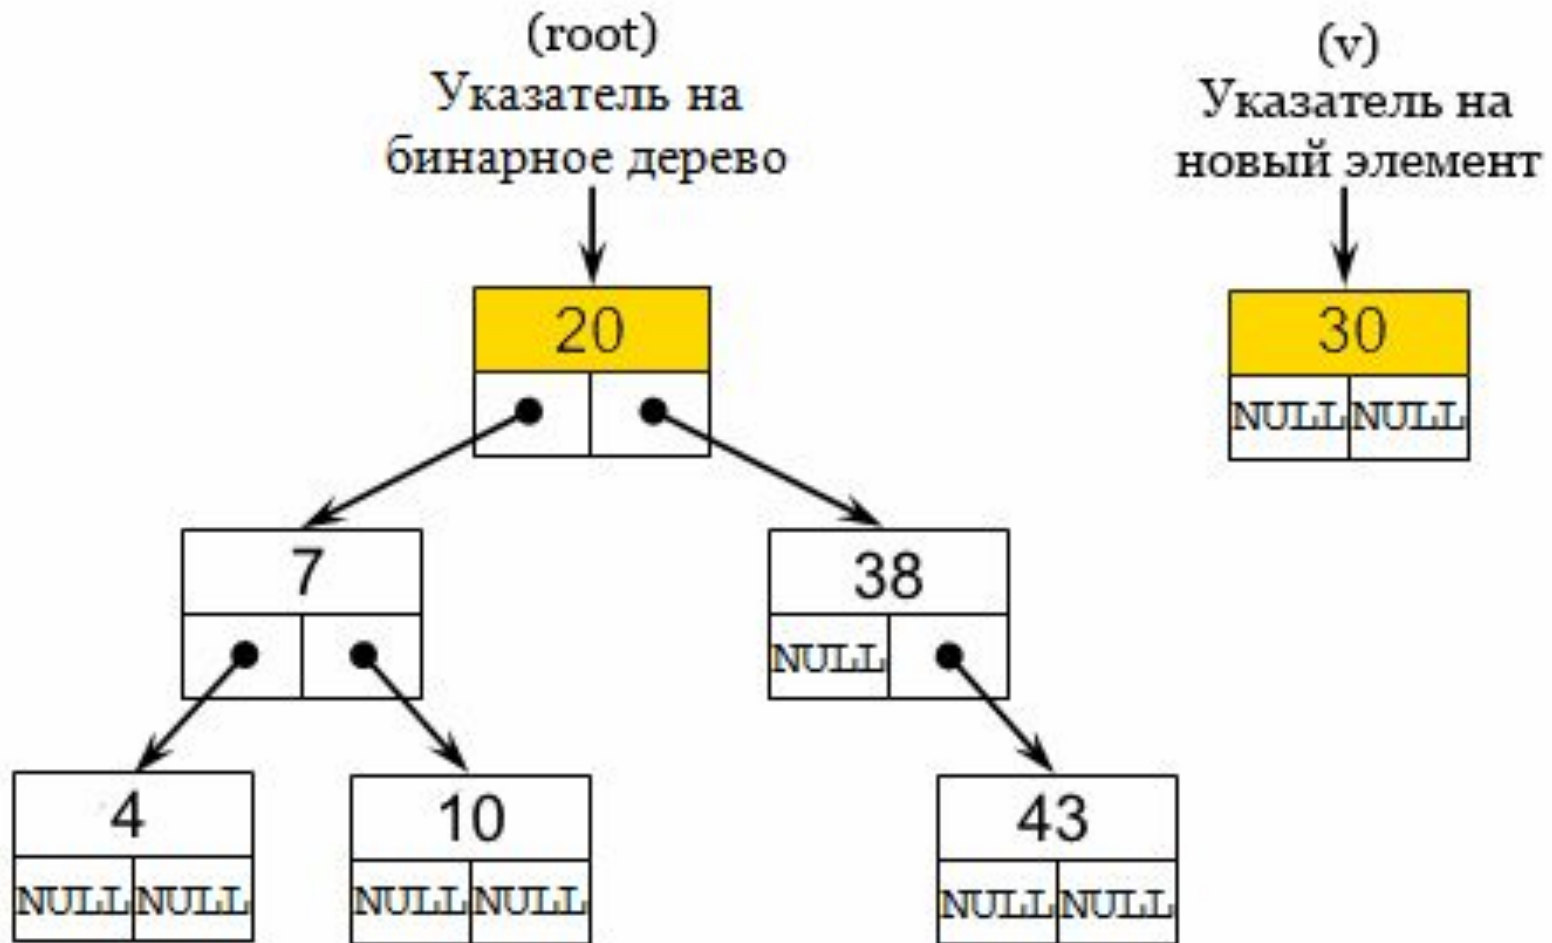 (root)
Указатель на
бинарное дерево
(v)
Указатель на
новый элемент
20
30
NULL NULL
7
38
NULL
4
10
43
NULL NULL
NULL NULL
NULL NULL